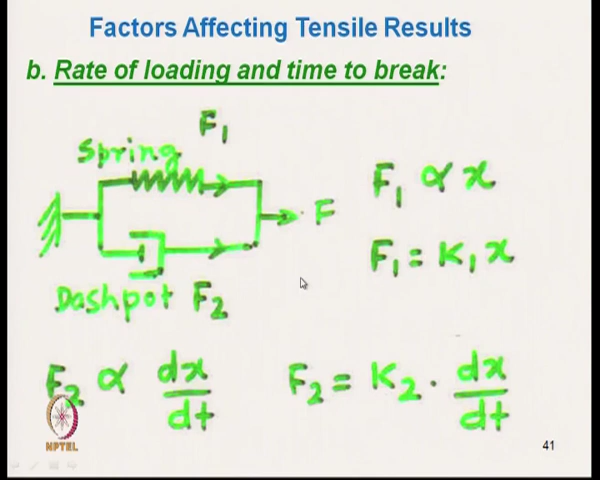 Factors Affecting Tensile Results
b. Rate of loading and time to break:
F₁
Spring
F
F₁ ∝ x
F₁ = K₁ x
Dashpot F₂
F₂ ∝ dx/dt
F₂ = K₂ · dx/dt
NPTEL
41